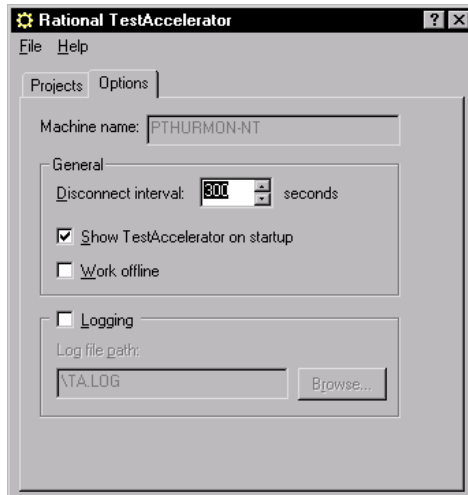 Rational TestAccelerator
File Help
Projects Options
Machine name: PTHURMON-NT
General
Disconnect interval: 300 seconds
Show TestAccelerator on startup
Work offline
Logging
Log file path:
\TA.LOG Browse...